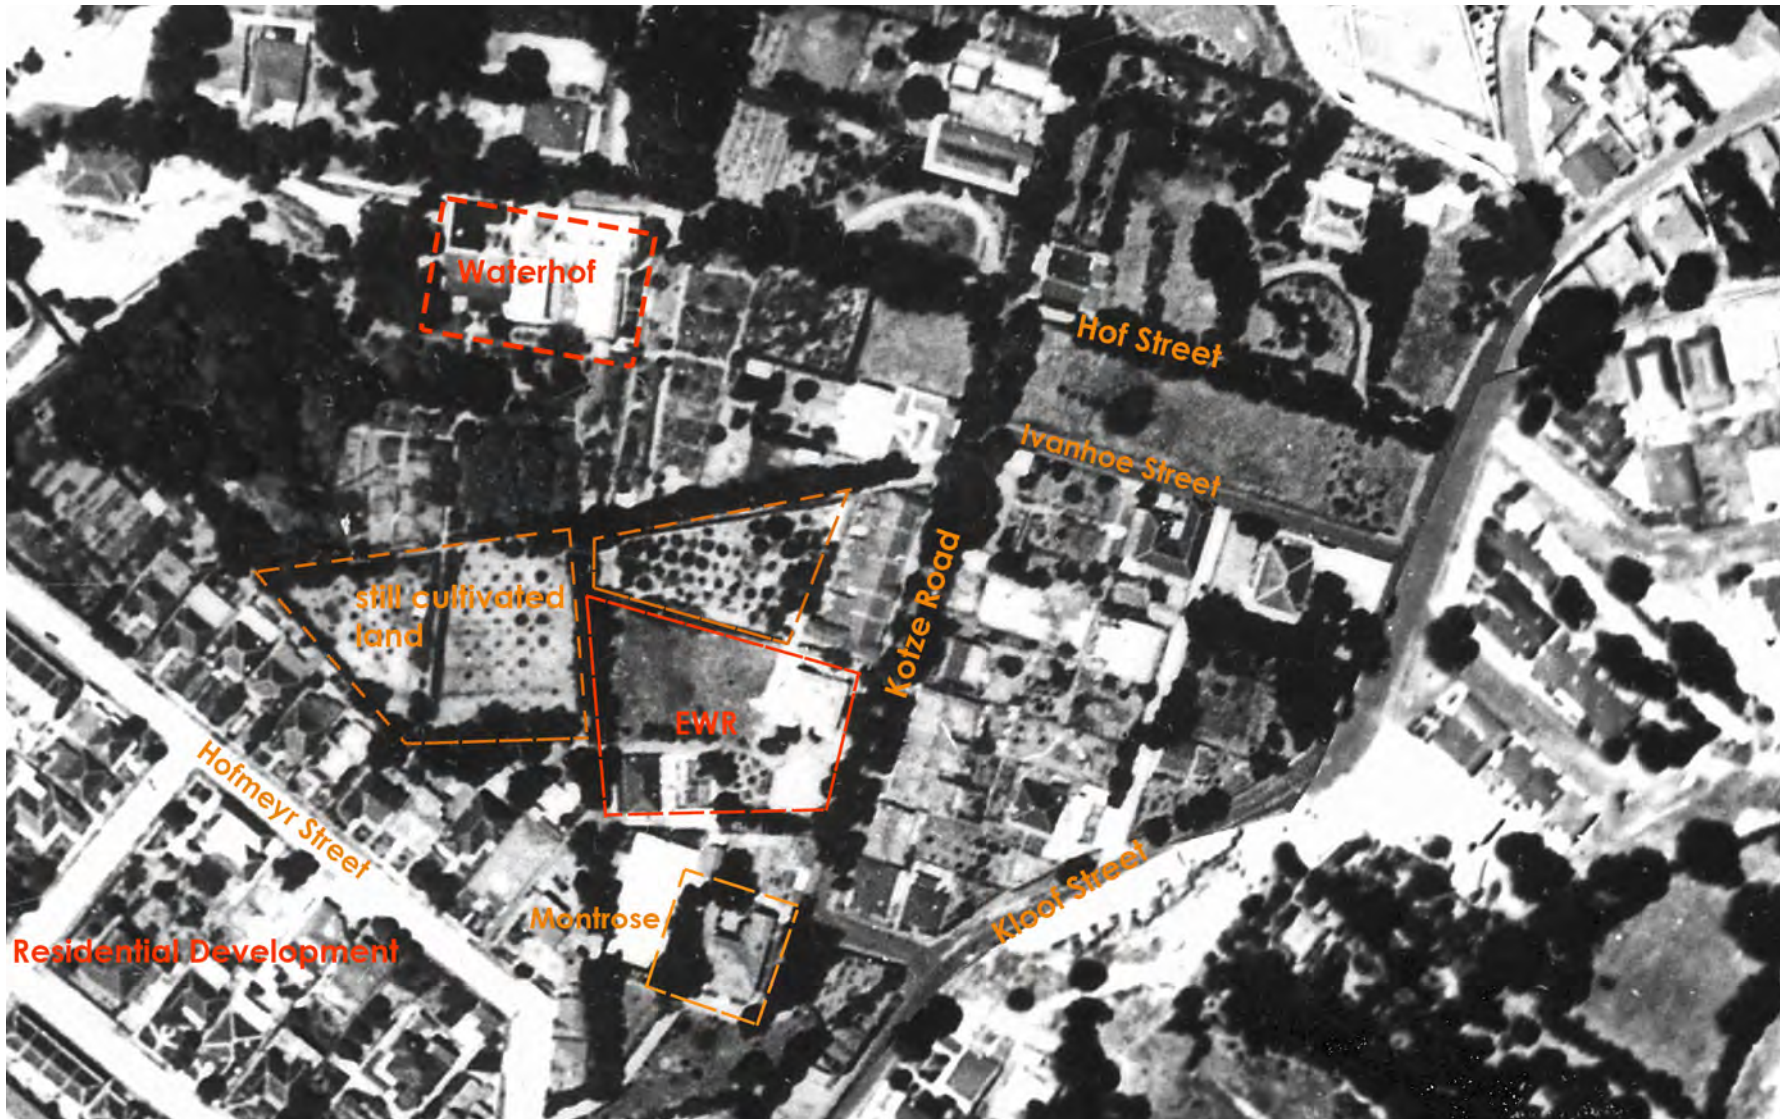 Waterhof
Hof Street
Ivanhoe Street
still cultivated
land
Kotze Road
EWR
Hofmeyr Street
Montrose
Kloof Street
Residential Development